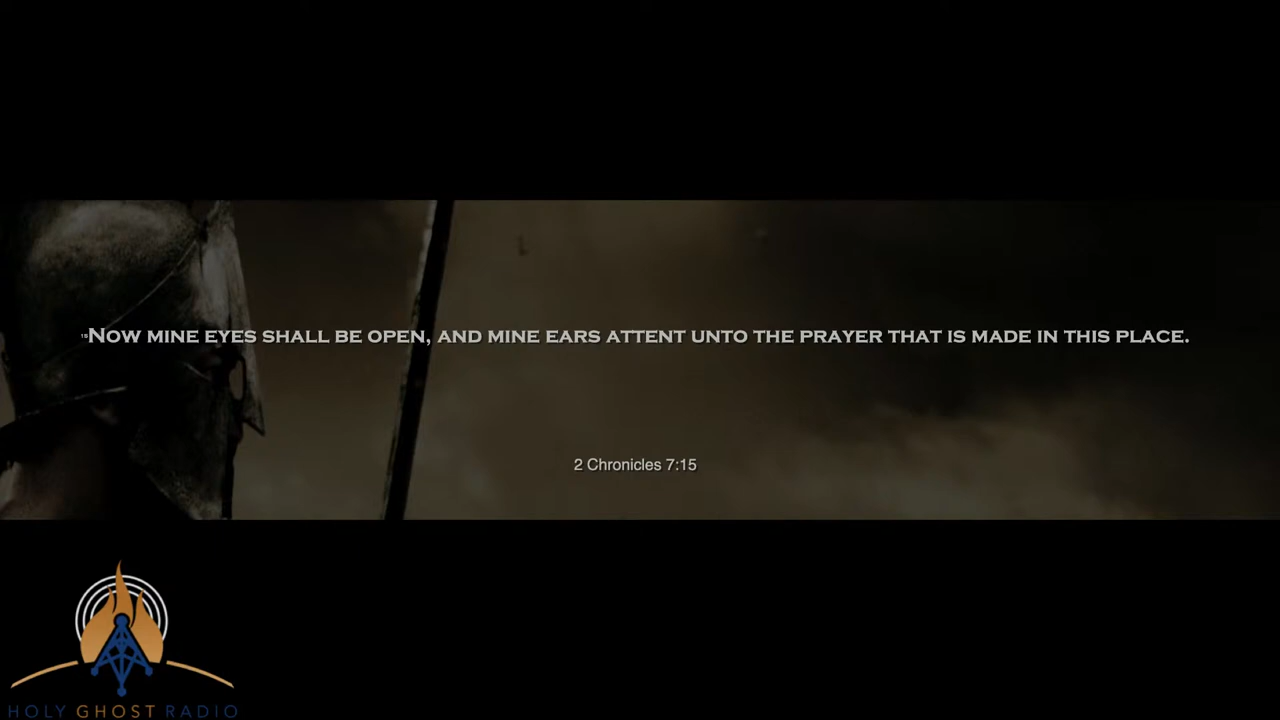 15NOW MINE EYES SHALL BE OPEN, AND MINE EARS ATTENT UNTO THE PRAYER THAT IS MADE IN THIS PLACE.
2 Chronicles 7:15
HOLY GHOST RADIO